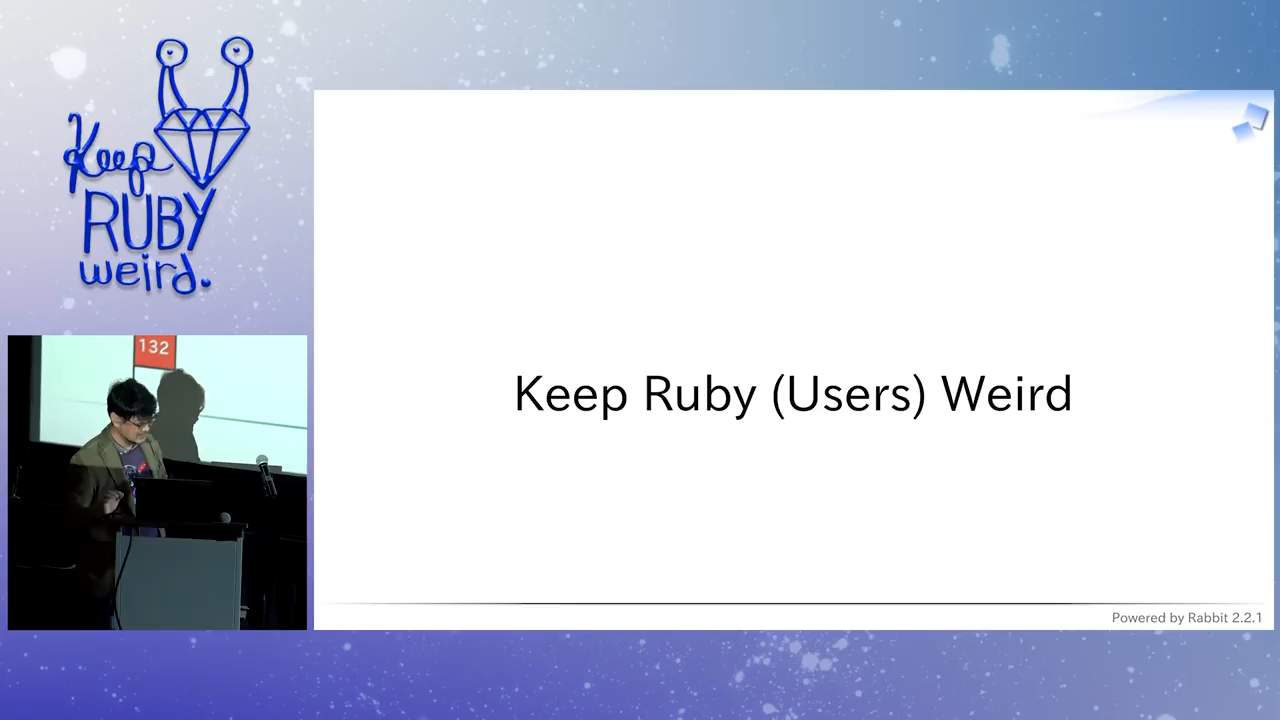 Keep
RUBY
weird.
132
Keep Ruby (Users) Weird
Powered by Rabbit 2.2.1